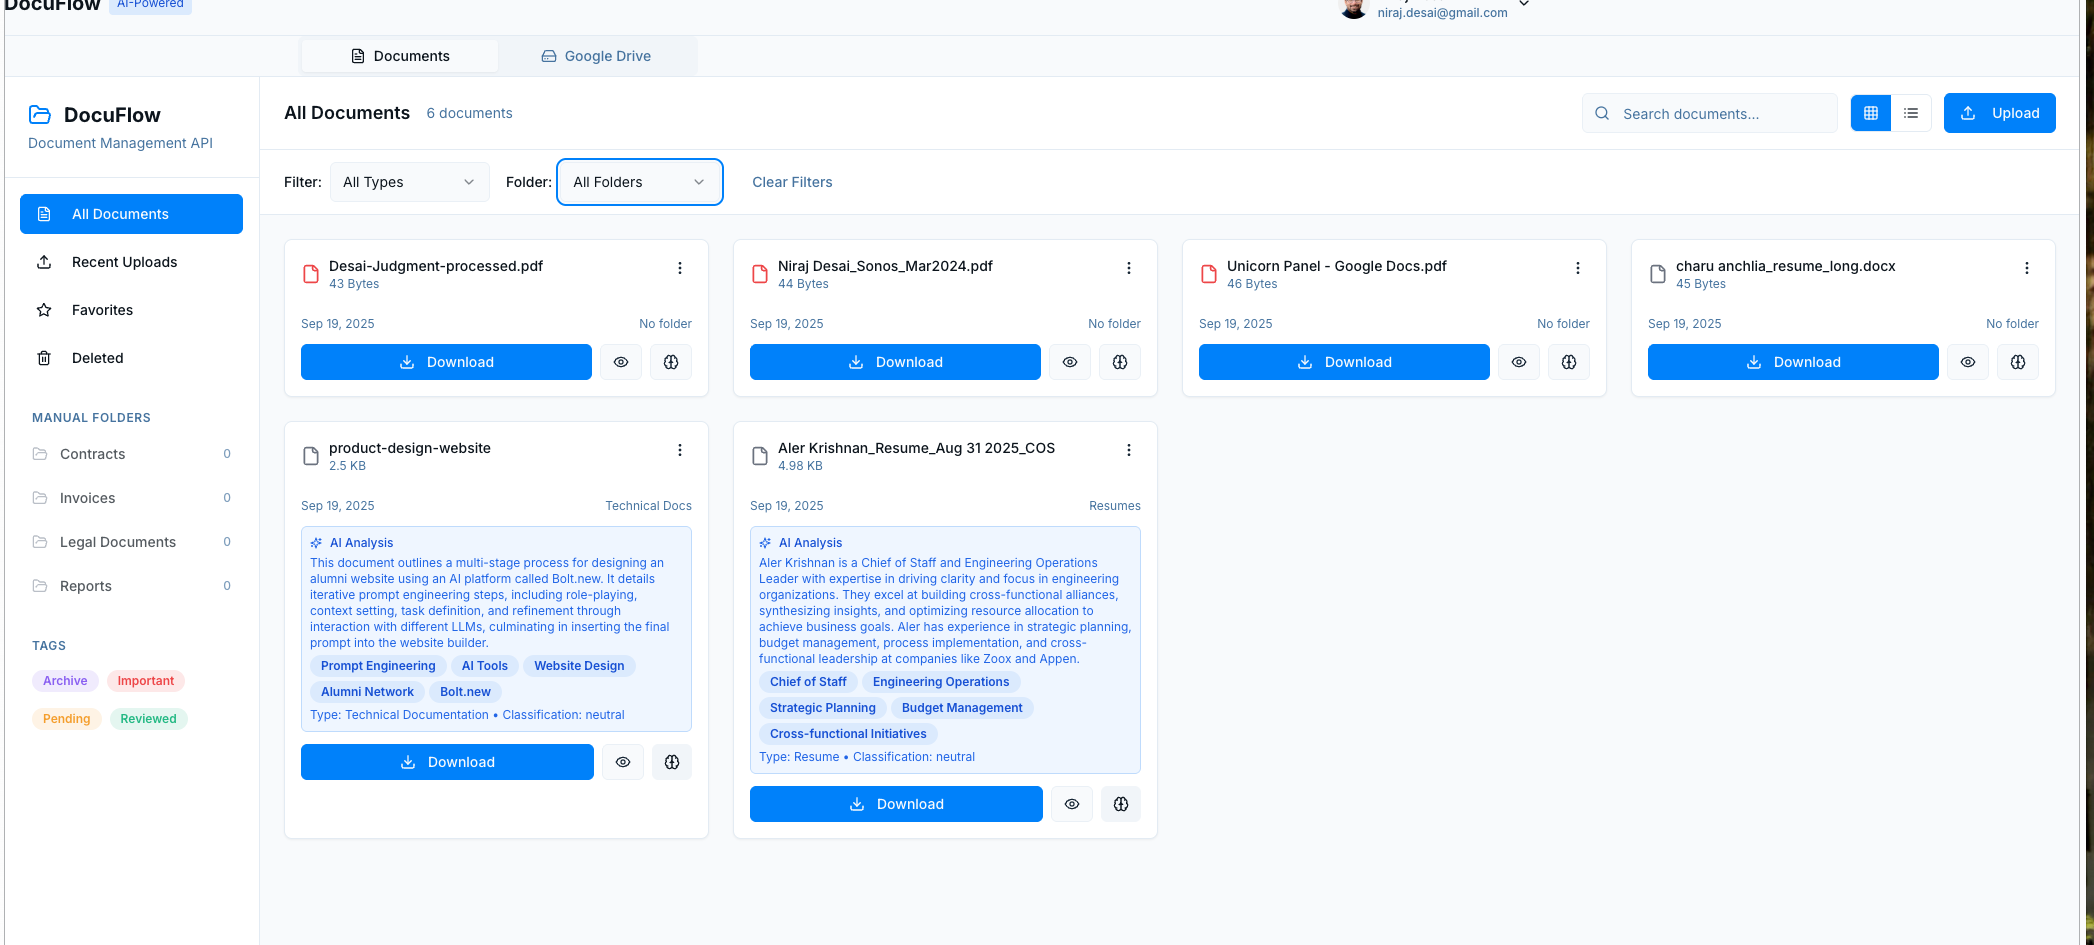 DocuFlow AI-Powered
niraj.desai@gmail.com
Documents
Google Drive
DocuFlow
Document Management API
All Documents
Recent Uploads
Favorites
Deleted
MANUAL FOLDERS
Contracts 0
Invoices 0
Legal Documents 0
Reports 0
TAGS
Archive Important
Pending Reviewed
All Documents 6 documents
Search documents...
Upload
Filter: All Types Folder: All Folders Clear Filters
Desai-Judgment-processed.pdf
43 Bytes
Sep 19, 2025 No folder
Download
Niraj Desai_Sonos_Mar2024.pdf
44 Bytes
Sep 19, 2025 No folder
Download
Unicorn Panel - Google Docs.pdf
46 Bytes
Sep 19, 2025 No folder
Download
charu anchlia_resume_long.docx
45 Bytes
Sep 19, 2025 No folder
Download
product-design-website
2.5 KB
Sep 19, 2025 Technical Docs
AI Analysis
This document outlines a multi-stage process for designing an
alumni website using an AI platform called Bolt.new. It details
iterative prompt engineering steps, including role-playing,
context setting, task definition, and refinement through
interaction with different LLMs, culminating in inserting the final
prompt into the website builder.
Prompt Engineering AI Tools Website Design
Alumni Network Bolt.new
Type: Technical Documentation • Classification: neutral
Download
Aler Krishnan_Resume_Aug 31 2025_COS
4.98 KB
Sep 19, 2025 Resumes
AI Analysis
Aler Krishnan is a Chief of Staff and Engineering Operations
Leader with expertise in driving clarity and focus in engineering
organizations. They excel at building cross-functional alliances,
synthesizing insights, and optimizing resource allocation to
achieve business goals. Aler has experience in strategic planning,
budget management, process implementation, and cross-
functional leadership at companies like Zoox and Appen.
Chief of Staff Engineering Operations
Strategic Planning Budget Management
Cross-functional Initiatives
Type: Resume • Classification: neutral
Download